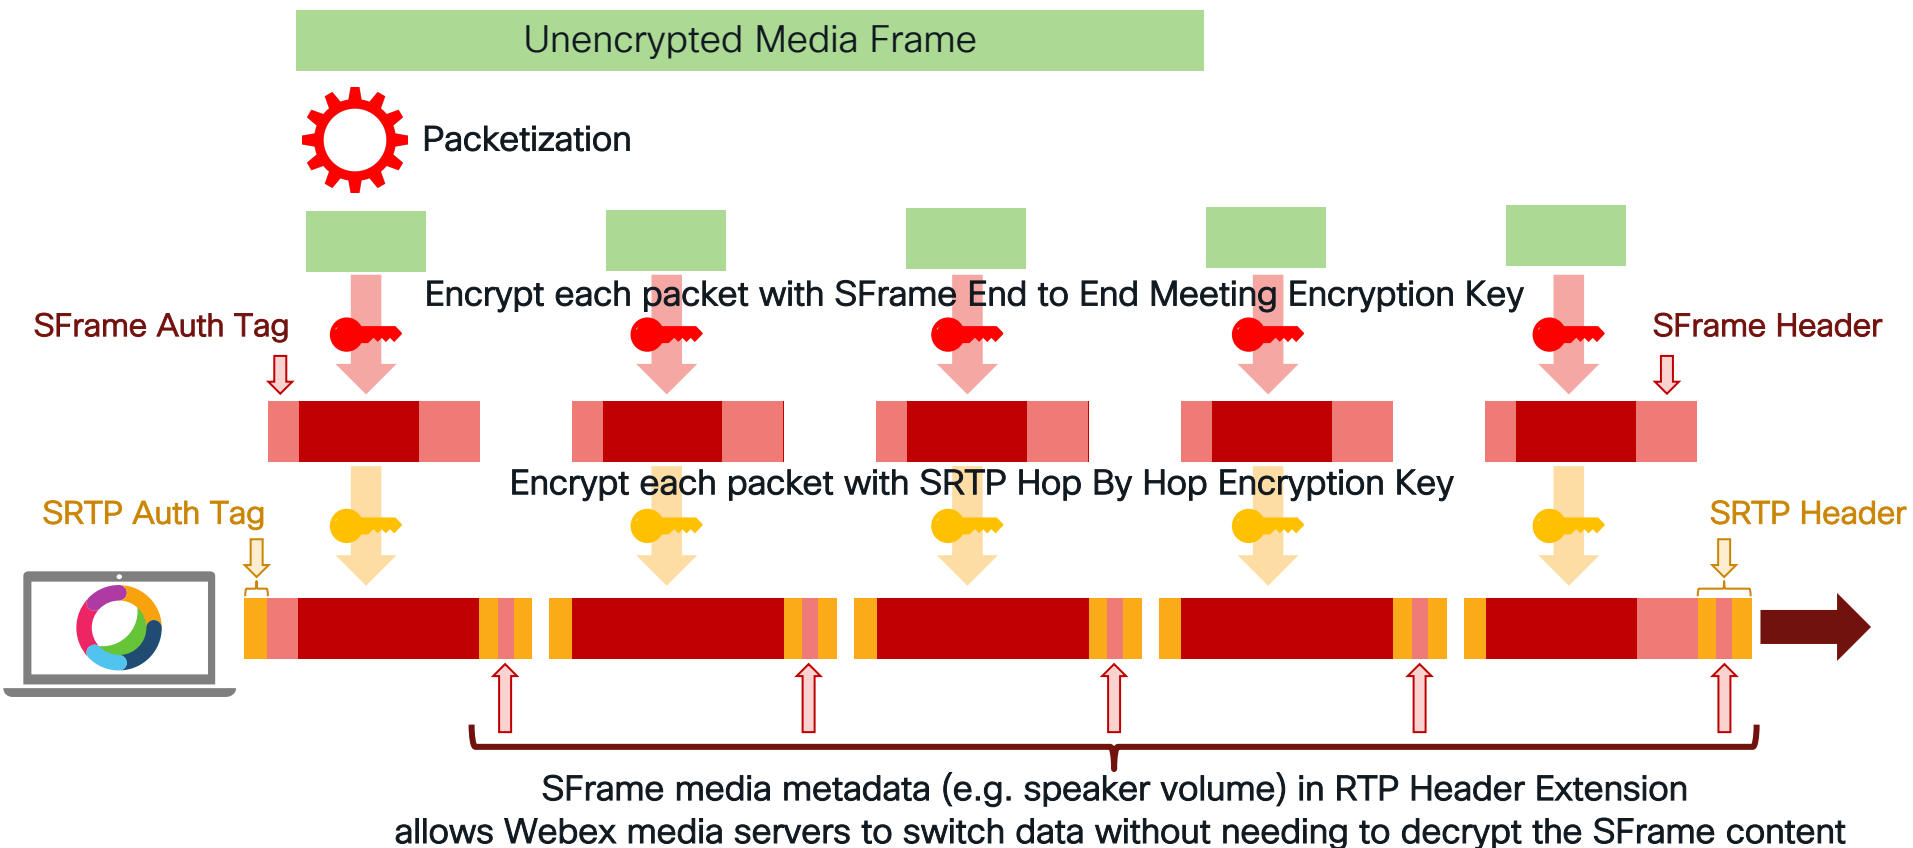 Unencrypted Media Frame
Packetization
Encrypt each packet with SFrame End to End Meeting Encryption Key
SFrame Auth Tag
SFrame Header
Encrypt each packet with SRTP Hop By Hop Encryption Key
SRTP Auth Tag
SRTP Header
SFrame media metadata (e.g. speaker volume) in RTP Header Extension
allows Webex media servers to switch data without needing to decrypt the SFrame content